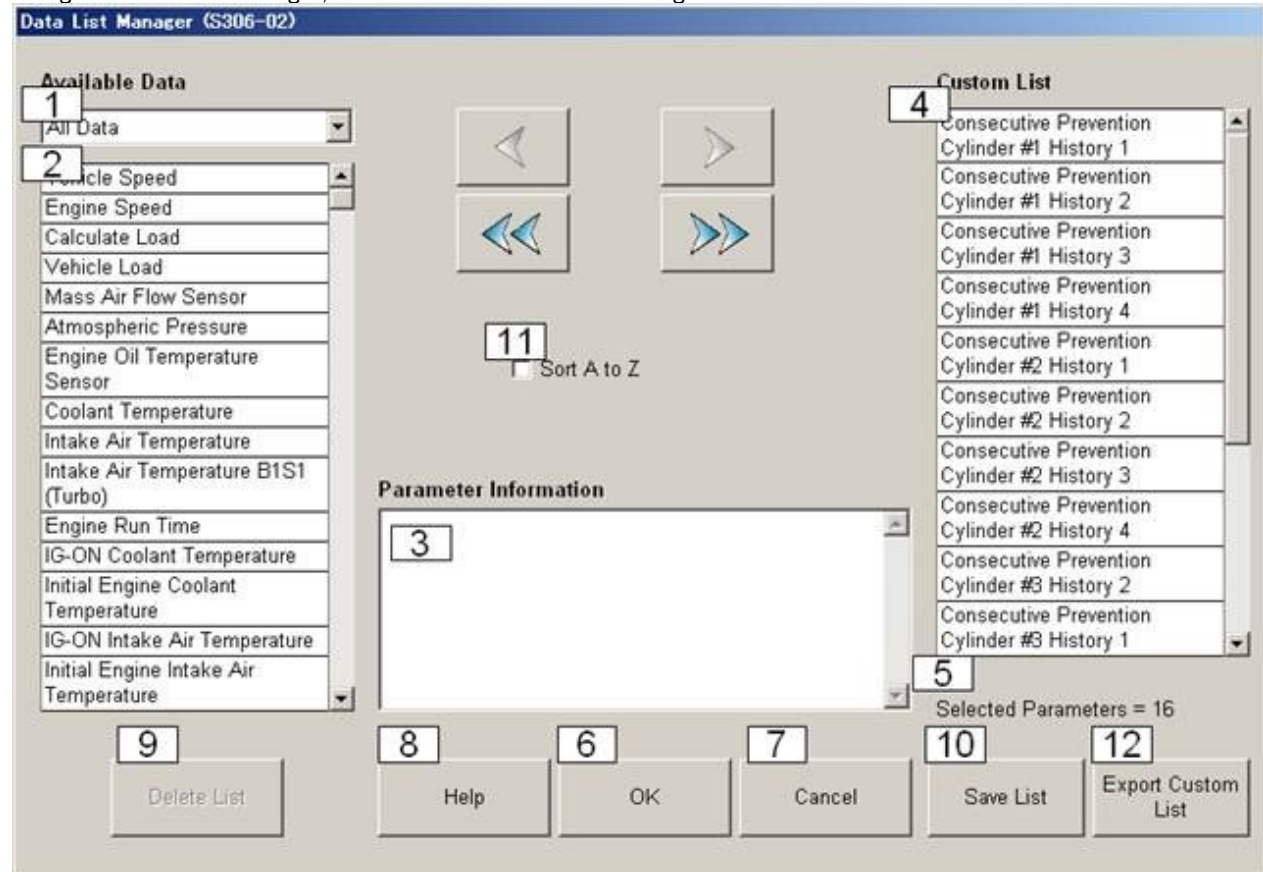 Data List Manager (S306-02)
Available Data
1
All Data
2
Vehicle Speed
Engine Speed
Calculate Load
Vehicle Load
Mass Air Flow Sensor
Atmospheric Pressure
Engine Oil Temperature
Sensor
Coolant Temperature
Intake Air Temperature
Intake Air Temperature B1S1
(Turbo)
Engine Run Time
IG-ON Coolant Temperature
Initial Engine Coolant
Temperature
IG-ON Intake Air Temperature
Initial Engine Intake Air
Temperature
11
Sort A to Z
Parameter Information
3
Custom List
4
Consecutive Prevention
Cylinder #1 History 1
Consecutive Prevention
Cylinder #1 History 2
Consecutive Prevention
Cylinder #1 History 3
Consecutive Prevention
Cylinder #1 History 4
Consecutive Prevention
Cylinder #2 History 1
Consecutive Prevention
Cylinder #2 History 2
Consecutive Prevention
Cylinder #2 History 3
Consecutive Prevention
Cylinder #2 History 4
Consecutive Prevention
Cylinder #3 History 2
Consecutive Prevention
Cylinder #3 History 1
5
Selected Parameters = 16
9
Delete List
8
Help
6
OK
7
Cancel
10
Save List
12
Export Custom
List